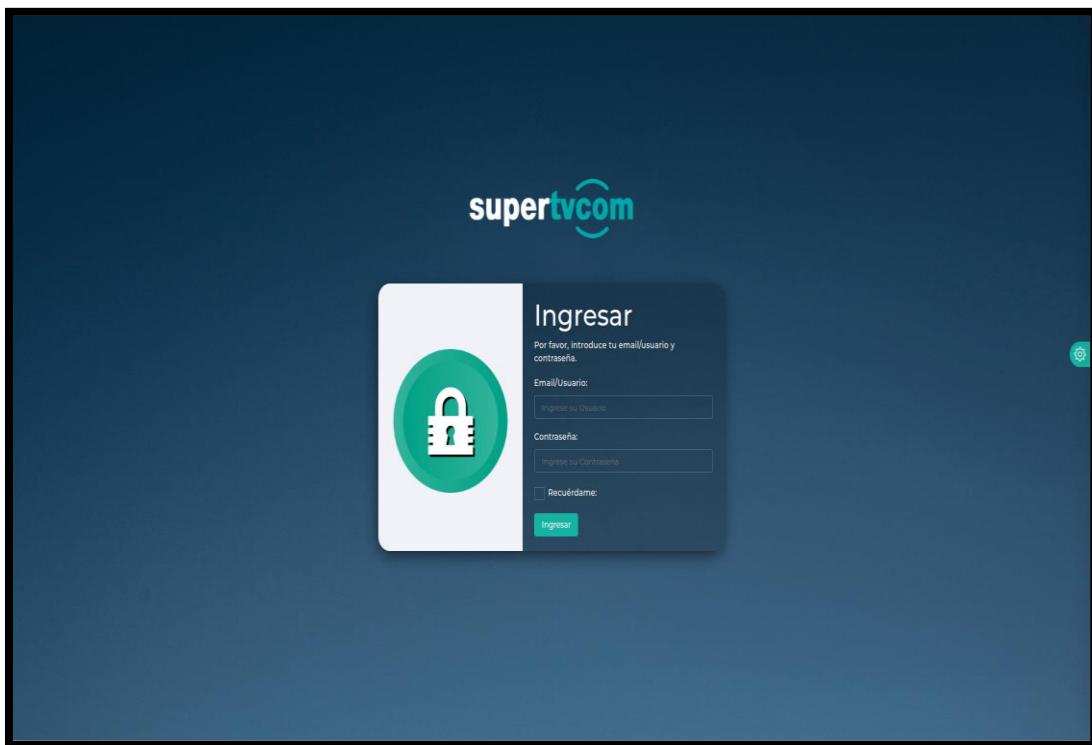 supertvcom
Ingresar
Por favor, introduce tu email/usuario y
contraseña.
Email/Usuario:
Ingrese su Usuario
Contraseña:
Ingrese su Contraseña
Recuérdame:
Ingresar